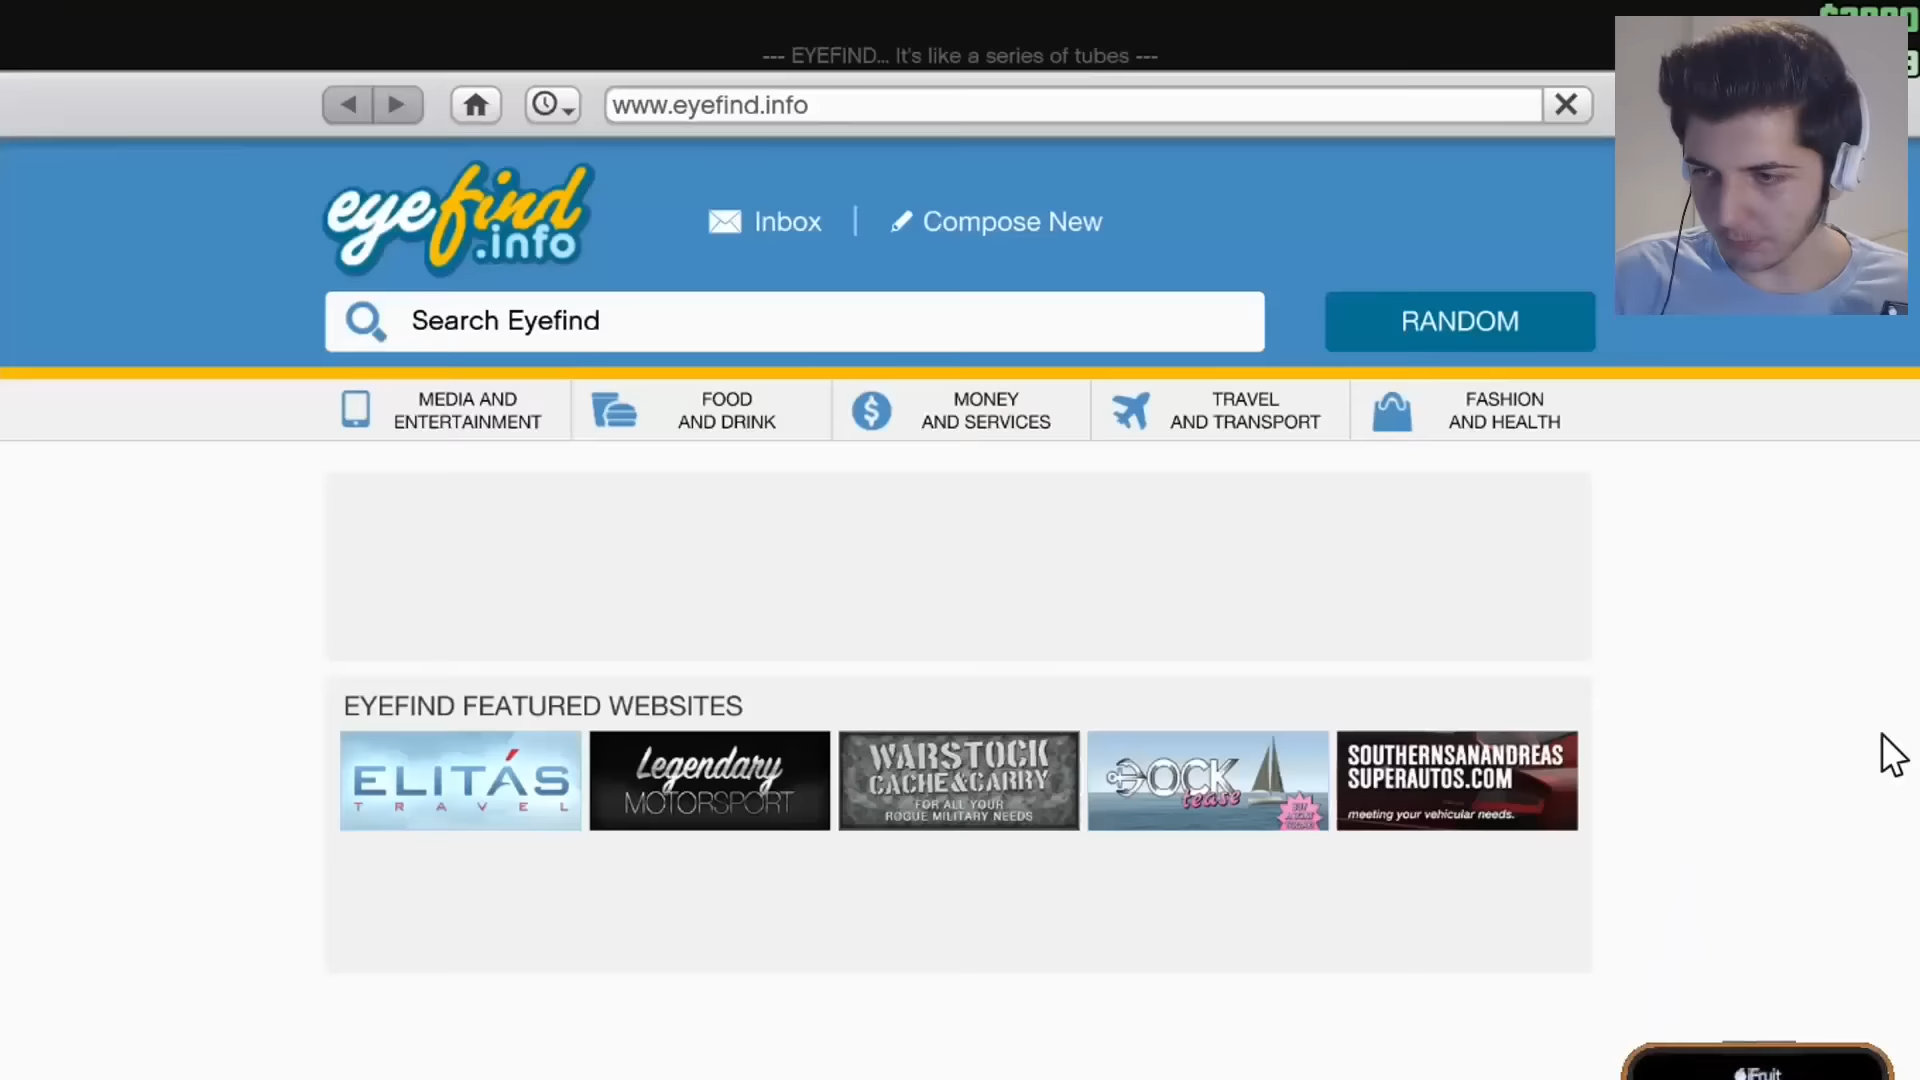 --- EYEFIND... It's like a series of tubes ---
www.eyefind.info
eyefind
.info
Inbox
Compose New
Search Eyefind
RANDOM
MEDIA AND
ENTERTAINMENT
FOOD
AND DRINK
MONEY
AND SERVICES
TRAVEL
AND TRANSPORT
FASHION
AND HEALTH
EYEFIND FEATURED WEBSITES
ELITÁS
TRAVEL
Legendary
MOTORSPORT
WARSTOCK
CACHE&CARRY
FOR ALL YOUR
ROGUE MILITARY NEEDS
DOCK
tease
SOUTHERNSANANDREAS
SUPERAUTOS.COM
meeting your vehicular needs.
iFruit